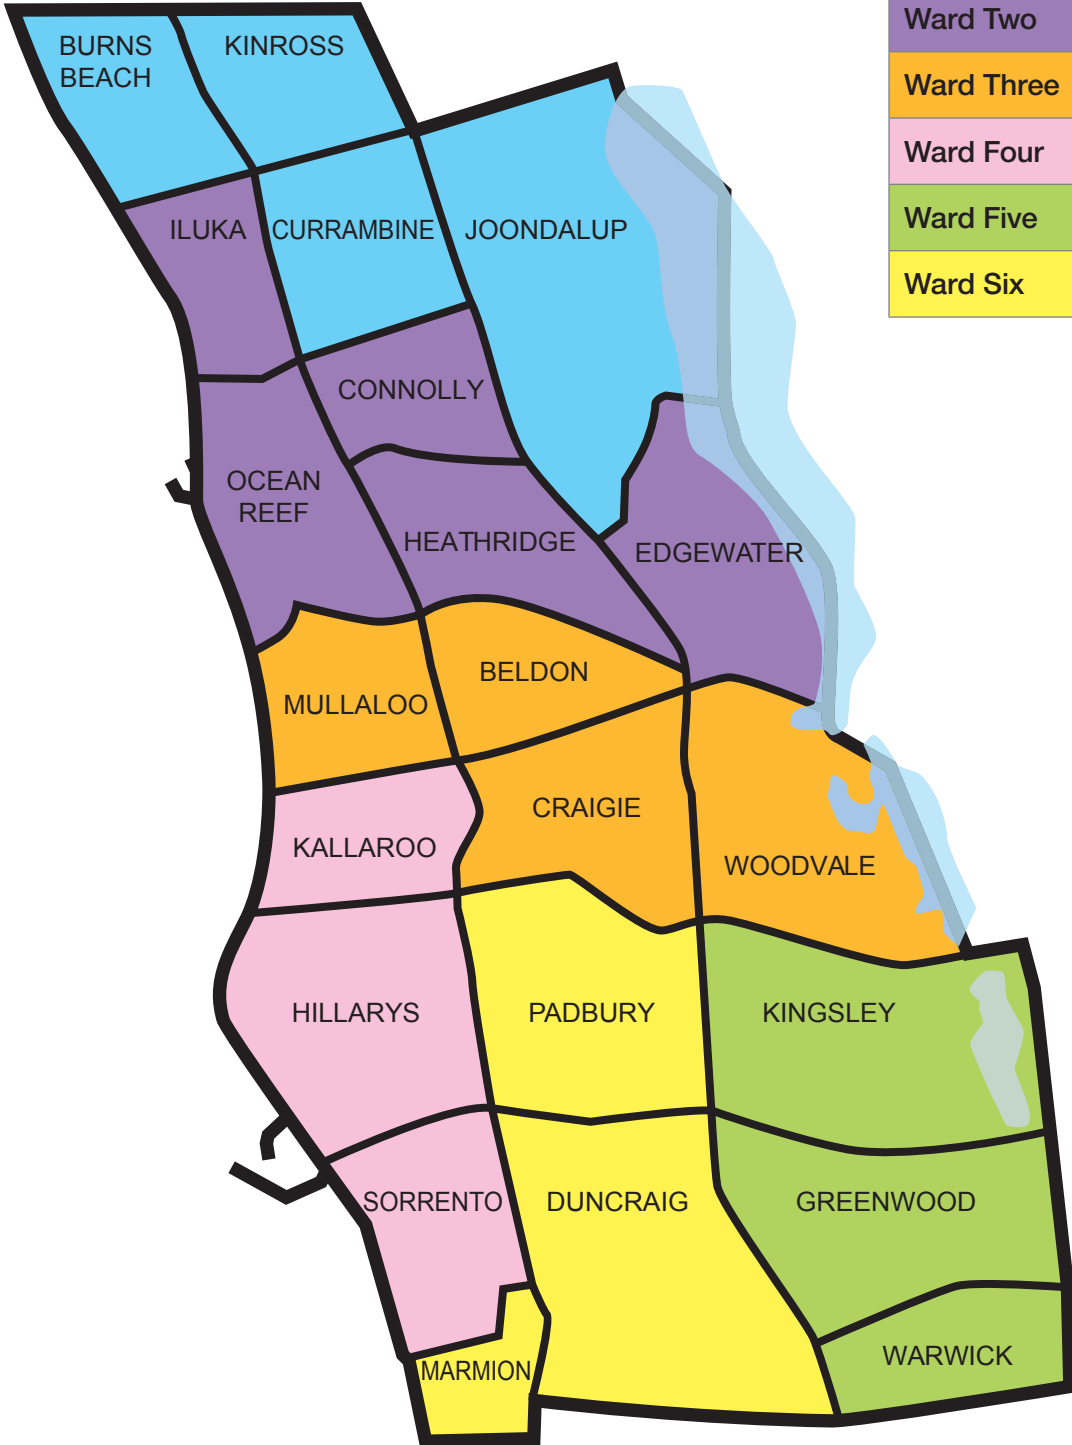 Ward Two
Ward Three
Ward Four
Ward Five
Ward Six
BURNS
BEACH
KINROSS
ILUKA
CURRAMBINE
JOONDALUP
CONNOLLY
OCEAN
REEF
HEATHRIDGE
EDGEWATER
BELDON
MULLALOO
CRAIGIE
KALLAROO
WOODVALE
HILLARYS
PADBURY
KINGSLEY
SORRENTO
DUNCRAIG
GREENWOOD
WARWICK
MARMION